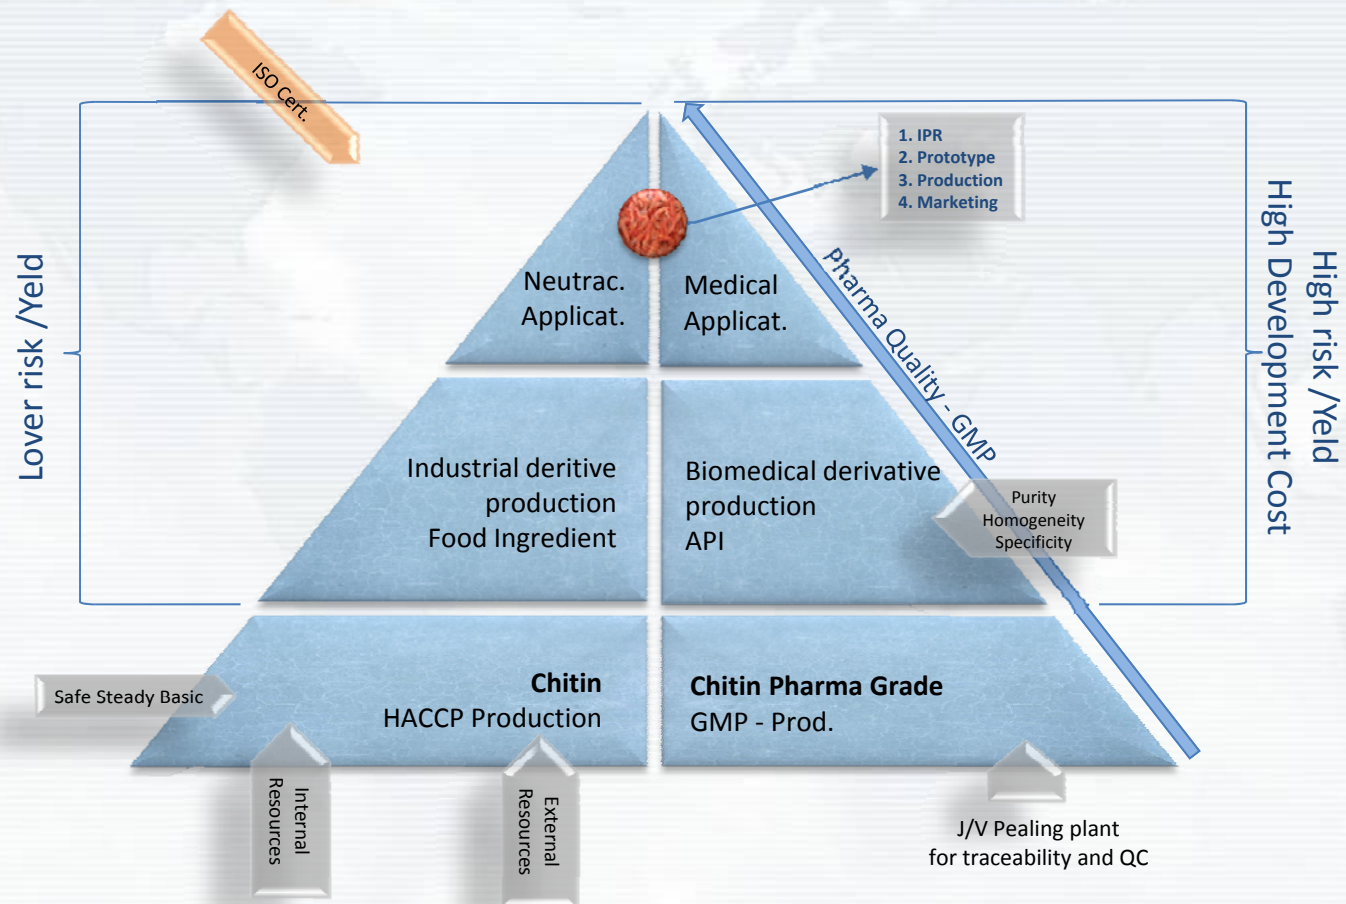 ISO Cert.
1. IPR
2. Prototype
3. Production
4. Marketing
Lover risk /Yeld
High risk /Yeld
High Development Cost
Pharma Quality - GMP
Neutrac.
Applicat.
Medical
Applicat.
Industrial deritive
production
Food Ingredient
Biomedical derivative
production
API
Purity
Homogeneity
Specificity
Safe Steady Basic
Chitin
HACCP Production
Chitin Pharma Grade
GMP - Prod.
Internal
Resources
External
Resources
J/V Pealing plant
for traceability and QC